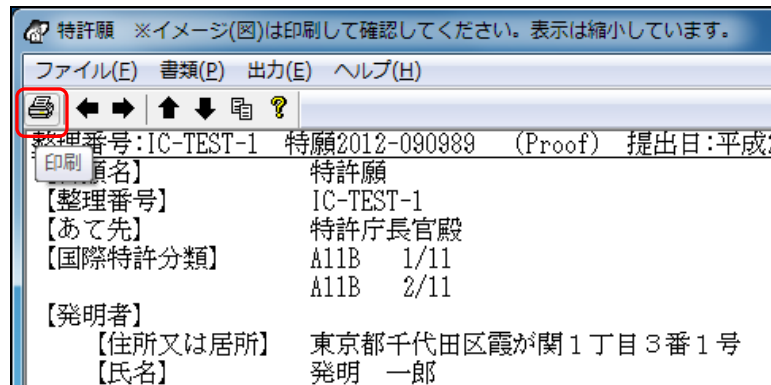 特許願　※イメージ(図)は印刷して確認してください。表示は縮小しています。
ファイル(F)　書類(P)　出力(E)　ヘルプ(H)
整理番号:IC-TEST-1　特願2012-090989　(Proof)　提出日:平成
印刷
名】　特許願
【整理番号】　IC-TEST-1
【あて先】　特許庁長官殿
【国際特許分類】　A11B　1/11
A11B　2/11
【発明者】
【住所又は居所】　東京都千代田区霞が関１丁目３番１号
【氏名】　発明　一郎